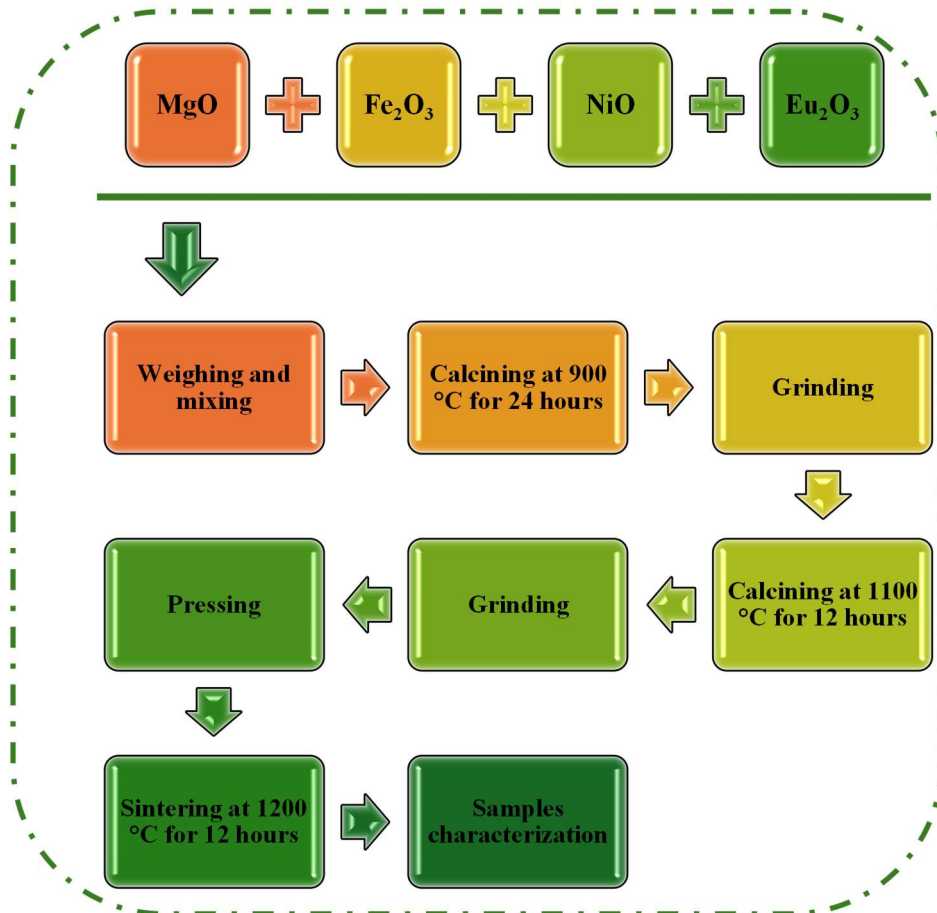 MgO
Fe₂O₃
NiO
Eu₂O₃
Weighing and
mixing
Calcining at 900
°C for 24 hours
Grinding
Calcining at 1100
°C for 12 hours
Grinding
Pressing
Sintering at 1200
°C for 12 hours
Samples
characterization